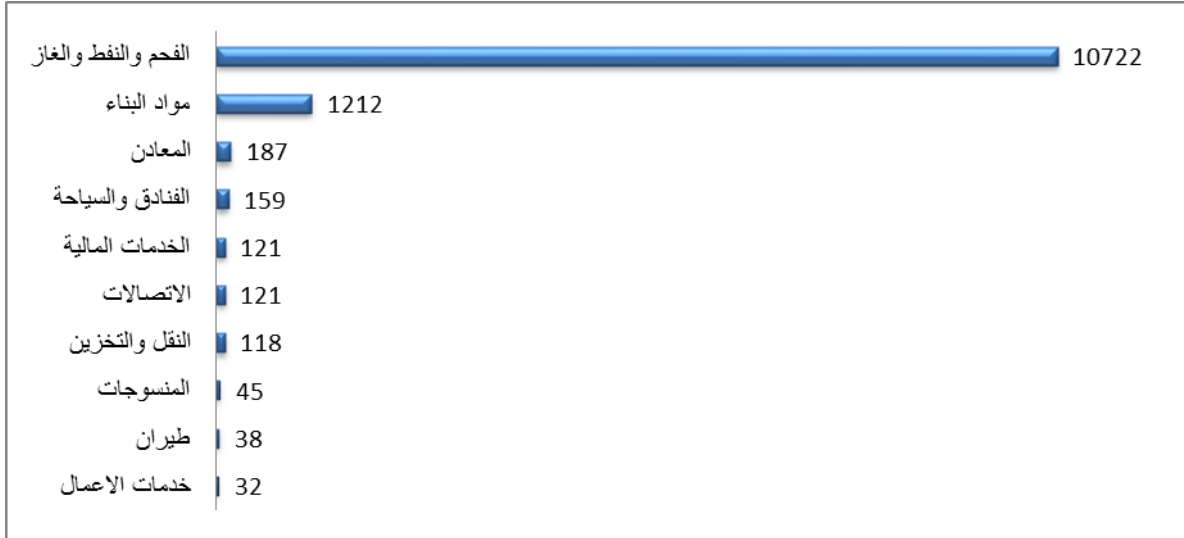 الفحم والنفط والغاز 10722
مواد البناء 1212
المعادن 187
الفنادق والسياحة 159
الخدمات المالية 121
الاتصالات 121
النقل والتخزين 118
المنسوجات 45
طيران 38
خدمات الاعمال 32